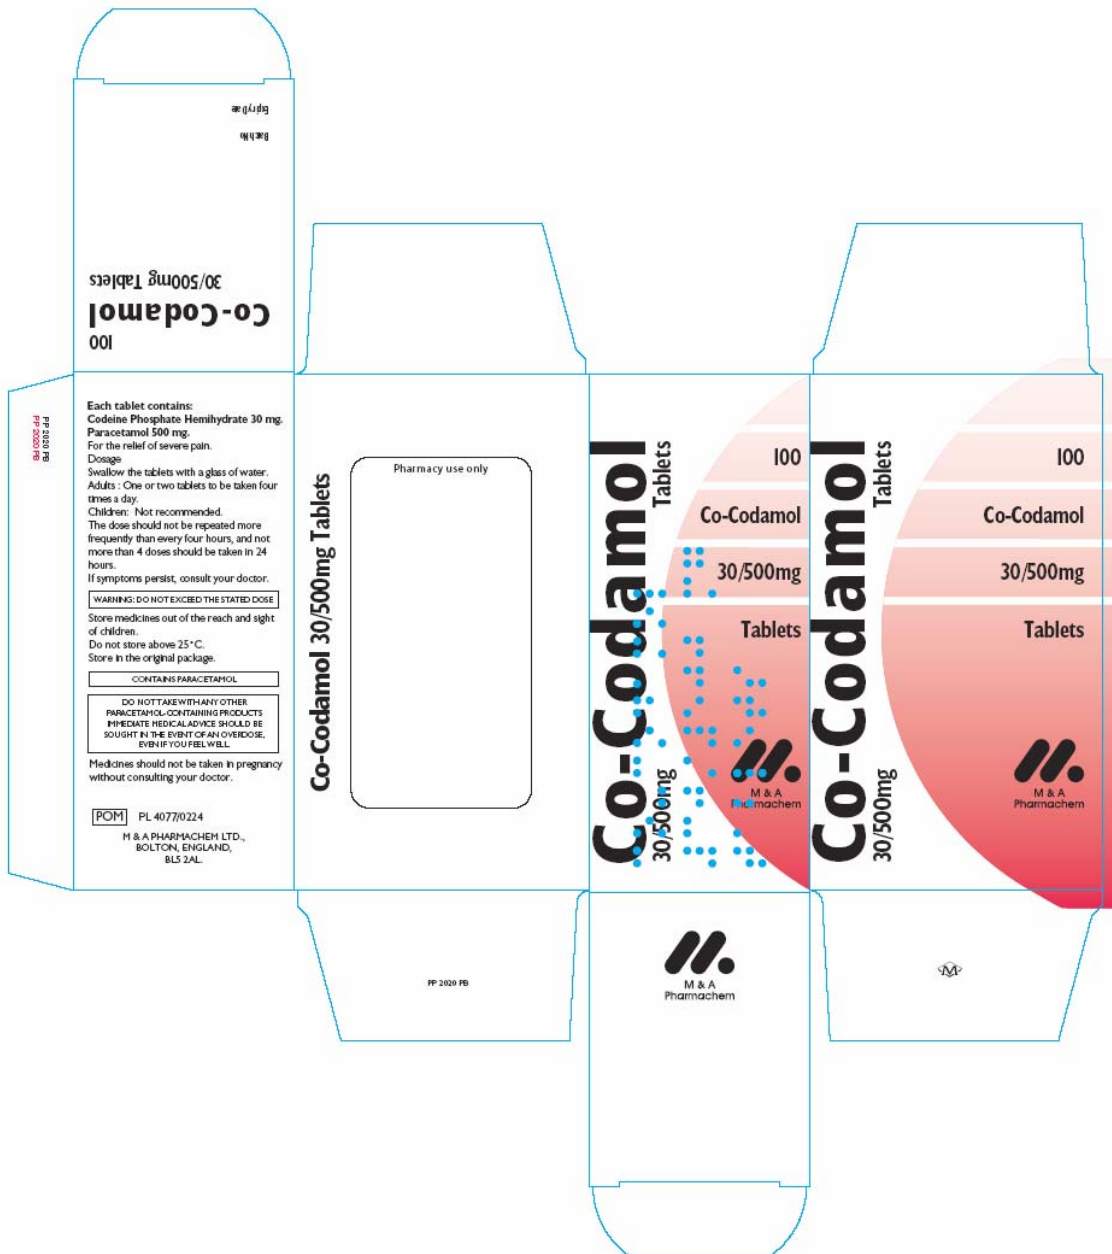 Expiry Date
Batch No
30/500mg Tablets
Co-Codamol
100
PP 2020 PB
PP 2020 PB
Each tablet contains:
Codeine Phosphate Hemihydrate 30 mg.
Paracetamol 500 mg.
For the relief of severe pain.
Dosage
Swallow the tablets with a glass of water.
Adults : One or two tablets to be taken four
times a day.
Children: Not recommended.
The dose should not be repeated more
frequently than every four hours, and not
more than 4 doses should be taken in 24
hours.
If symptoms persist, consult your doctor.
WARNING: DO NOT EXCEED THE STATED DOSE
Store medicines out of the reach and sight
of children.
Do not store above 25°C.
Store in the original package.
CONTAINS PARACETAMOL
DO NOT TAKE WITH ANY OTHER
PARACETAMOL-CONTAINING PRODUCTS
IMMEDIATE MEDICAL ADVICE SHOULD BE
SOUGHT IN THE EVENT OF AN OVERDOSE,
EVEN IF YOU FEEL WELL.
Medicines should not be taken in pregnancy
without consulting your doctor.
POM PL 4077/0224
M & A PHARMACHEM LTD.,
BOLTON, ENGLAND,
BL5 2AL.
Co-Codamol 30/500mg Tablets
Pharmacy use only
PP 2020 PB
Co-Codamol
30/500mg Tablets
100
Co-Codamol
30/500mg
Tablets
M & A
Pharmachem
M & A
Pharmachem
Co-Codamol
30/500mg Tablets
100
Co-Codamol
30/500mg
Tablets
M & A
Pharmachem
M